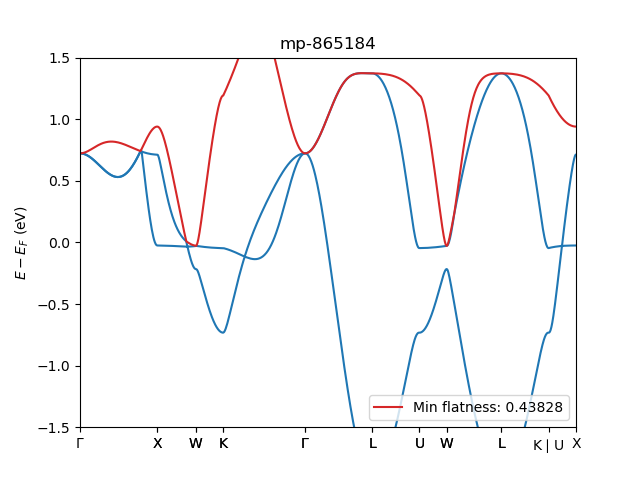 mp-865184
E − E_F (eV)
1.5
1.0
0.5
0.0
−0.5
−1.0
−1.5
Min flatness: 0.43828
Γ X W K Γ L U W L K | U X